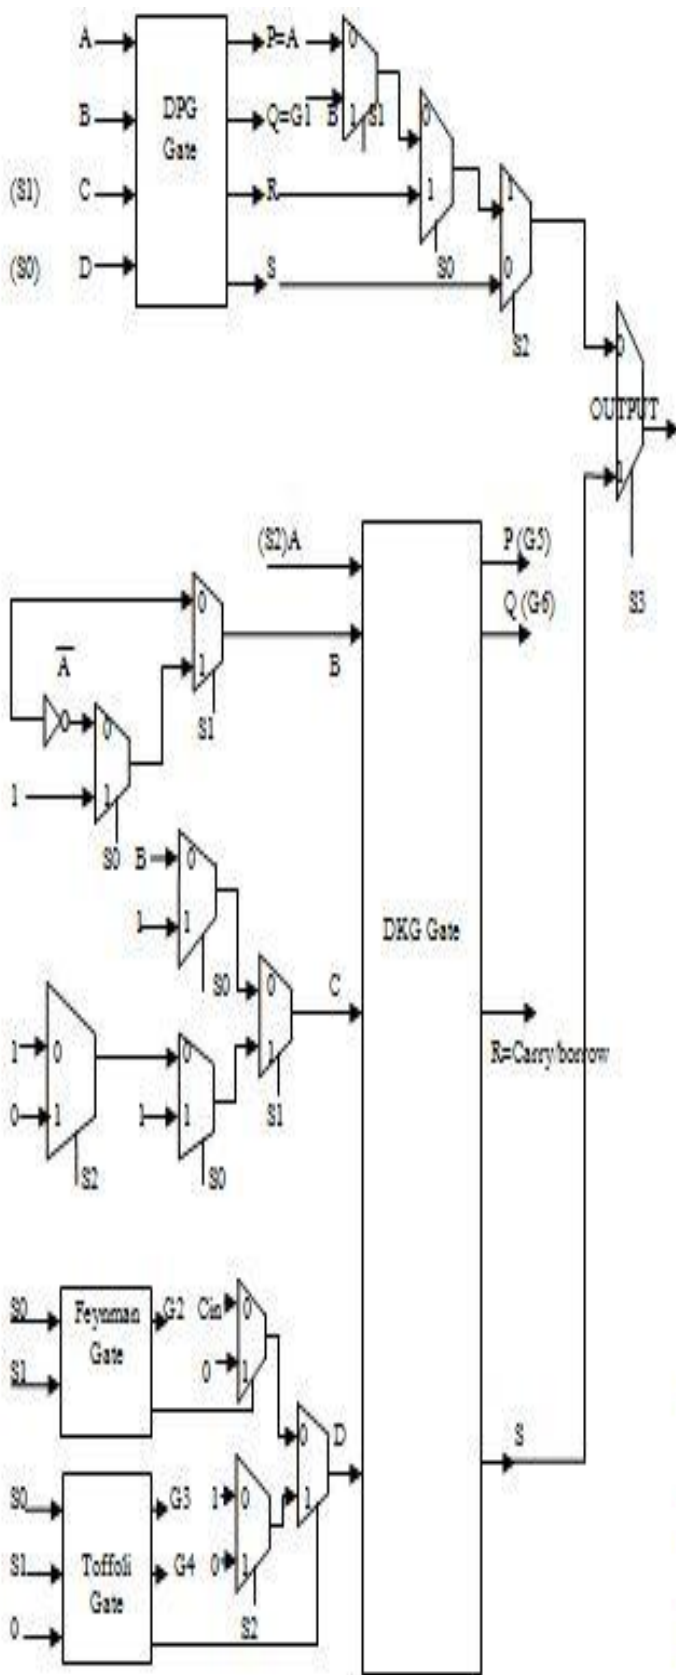 A
P=A
0
DPG
Gate
B
Q=G1
B
1
S1
0
(S1)
C
R
1
1
(S0)
D
S
S0
0
S2
0
OUTPUT
1
(S2)A
P (G5)
S3
0
Q (G6)
A
1
B
S1
0
1
1
S0
B
0
DKG Gate
1
1
S0
0
C
1
0
0
R=Carry/borrow
0
1
1
1
1
S1
S2
S0
S0
Feynman
Gate
G2
Cin
0
S1
0
1
0
D
S
S0
G3
1
0
1
S1
Toffoli
Gate
G4
0
1
0
S2